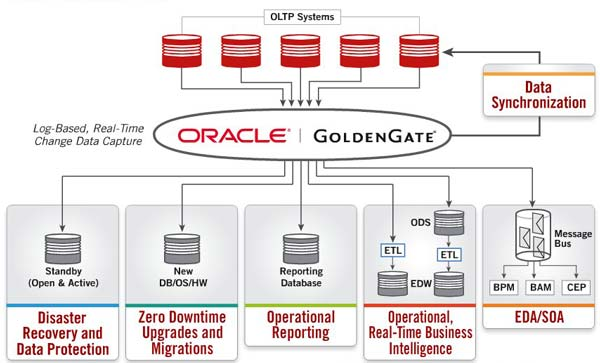 OLTP Systems
Data
Synchronization
Log-Based, Real-Time
Change Data Capture
ORACLE® | GOLDENGATE®
Standby
(Open & Active)
Disaster
Recovery and
Data Protection
New
DB/OS/HW
Zero Downtime
Upgrades and
Migrations
Reporting
Database
Operational
Reporting
ODS
ETL
ETL
EDW
Operational,
Real-Time Business
Intelligence
Message
Bus
BPM
BAM
CEP
EDA/SOA